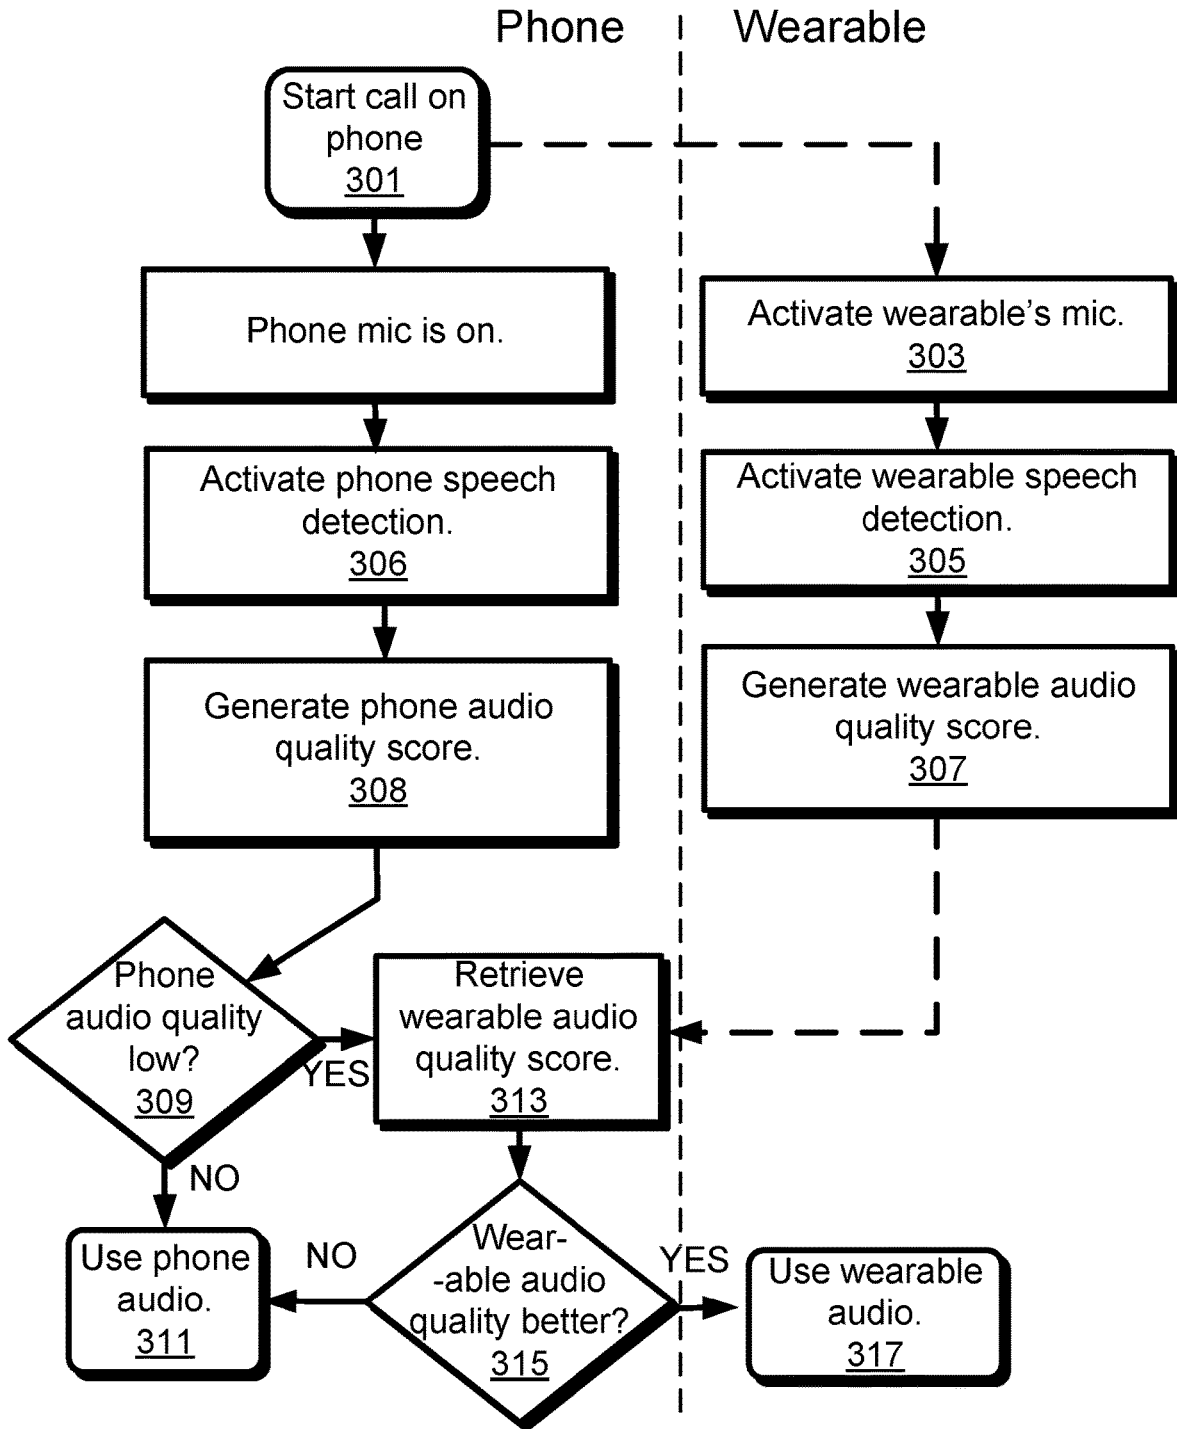 Phone
Wearable
Start call on
phone
301
Phone mic is on.
Activate wearable's mic.
303
Activate phone speech
detection.
306
Activate wearable speech
detection.
305
Generate phone audio
quality score.
308
Generate wearable audio
quality score.
307
Phone
audio quality
low?
309
YES
NO
Retrieve
wearable audio
quality score.
313
Use phone
audio.
311
NO
Wear-
-able audio
quality better?
315
YES
Use wearable
audio.
317